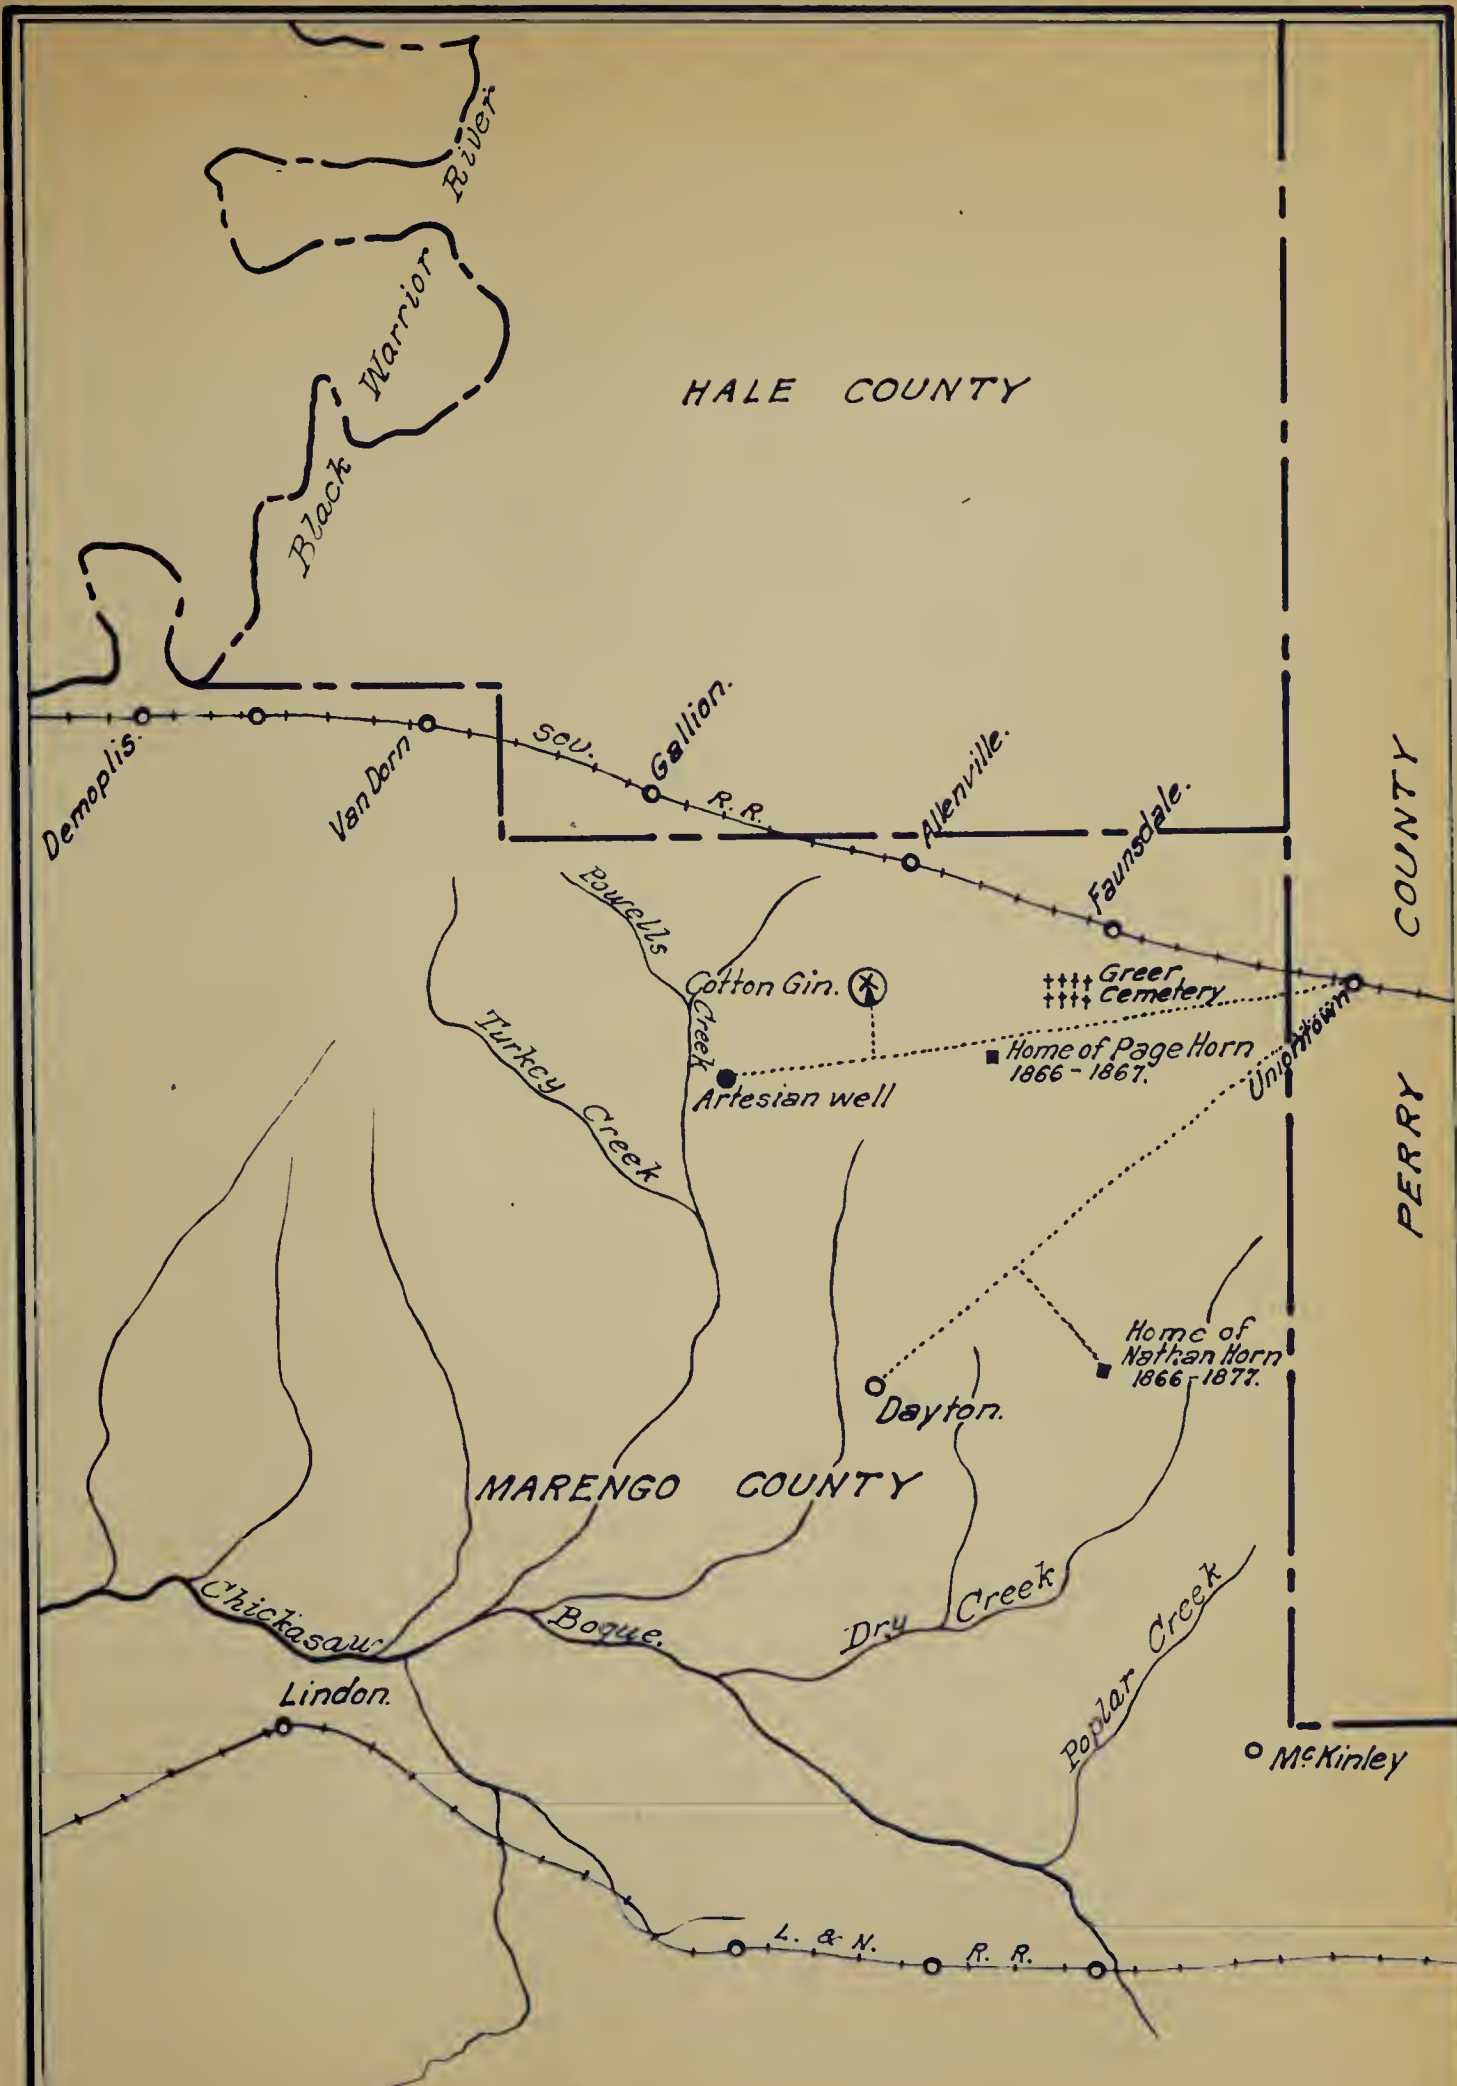 River
Warrior
Black
HALE COUNTY
SOU. R. R.
Gallion.
Demoplis.
Van Dorn
Allenville.
Faunsdale.
PERRY COUNTY
Powells Creek
Cotton Gin.
Greer
Cemetery
Uniontown
Turkey Creek
Home of Page Horn
1866-1867.
Artesian well
Home of
Nathan Horn
1866-1877.
Dayton.
MARENGO COUNTY
Chickasaw Bogue.
Dry Creek
Poplar Creek
Lindon.
McKinley
L. & N. R. R.